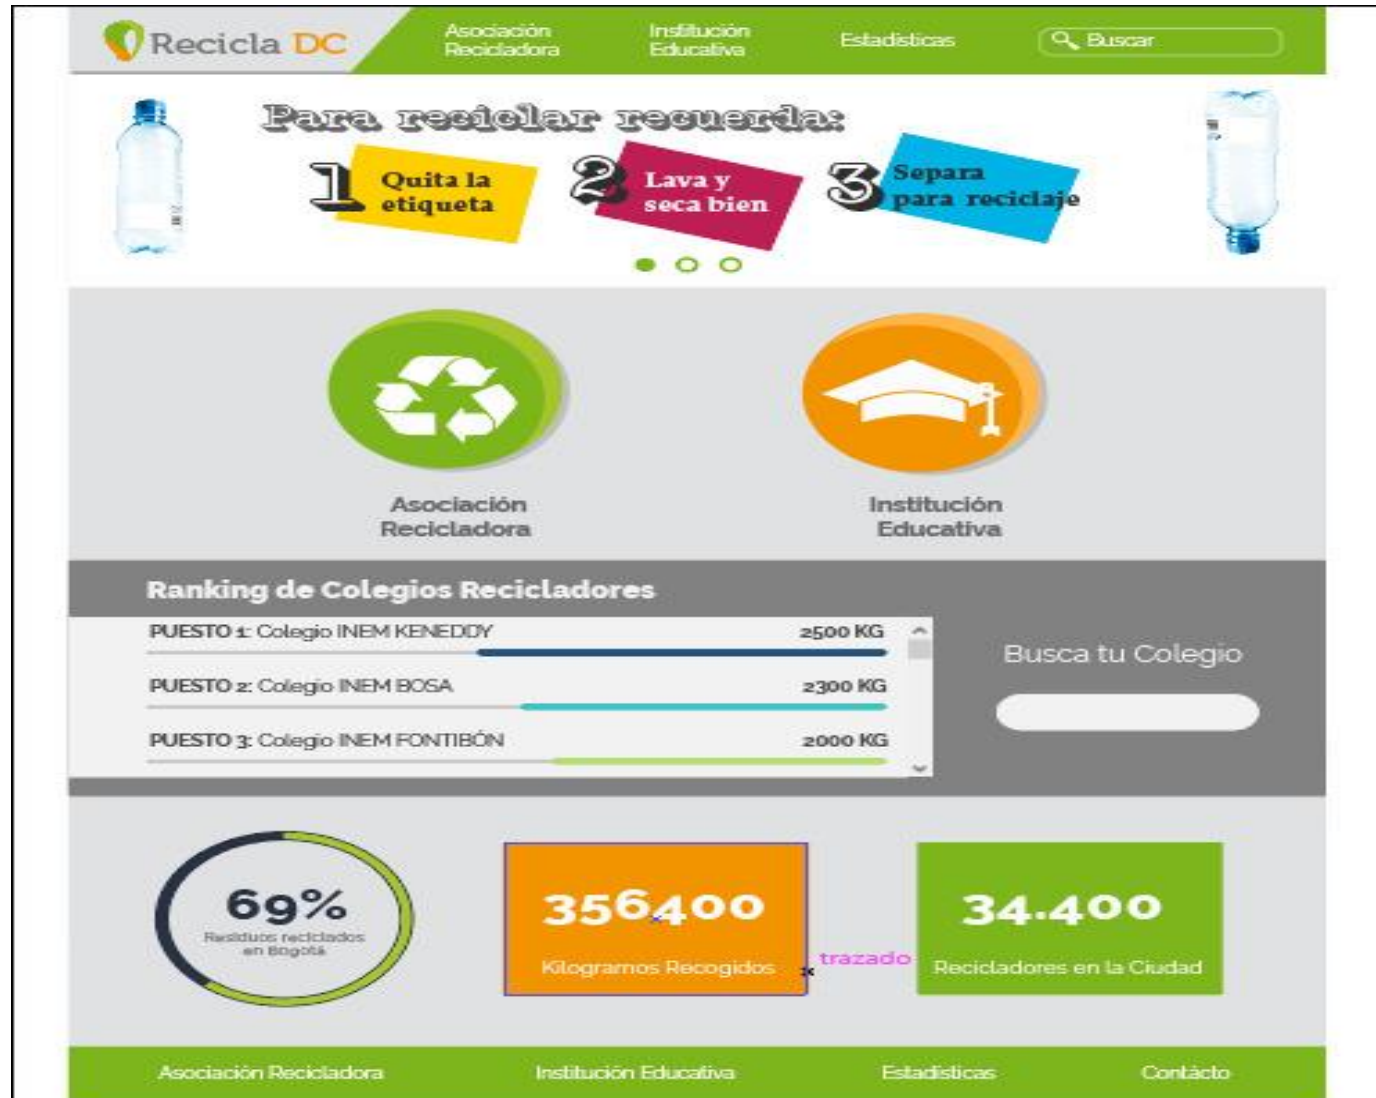 Recicla DC
Asociación
Recicladora
Institución
Educativa
Estadísticas
Buscar
Para reciclar recuerda:
1 Quita la
etiqueta
2 Lava y
seca bien
3 Separa
para reciclaje
Asociación
Recicladora
Institución
Educativa
Ranking de Colegios Recicladores
PUESTO 1: Colegio INEM KENEDDY 2500 KG
PUESTO 2: Colegio INEM BOSA 2300 KG
PUESTO 3: Colegio INEM FONTIBÓN 2000 KG
Busca tu Colegio
69%
Residuos reciclados
en Bogotá
356.400
Kilogramos Recogidos
trazado
34.400
Recicladores en la Ciudad
Asociación Recicladora
Institución Educativa
Estadísticas
Contácto